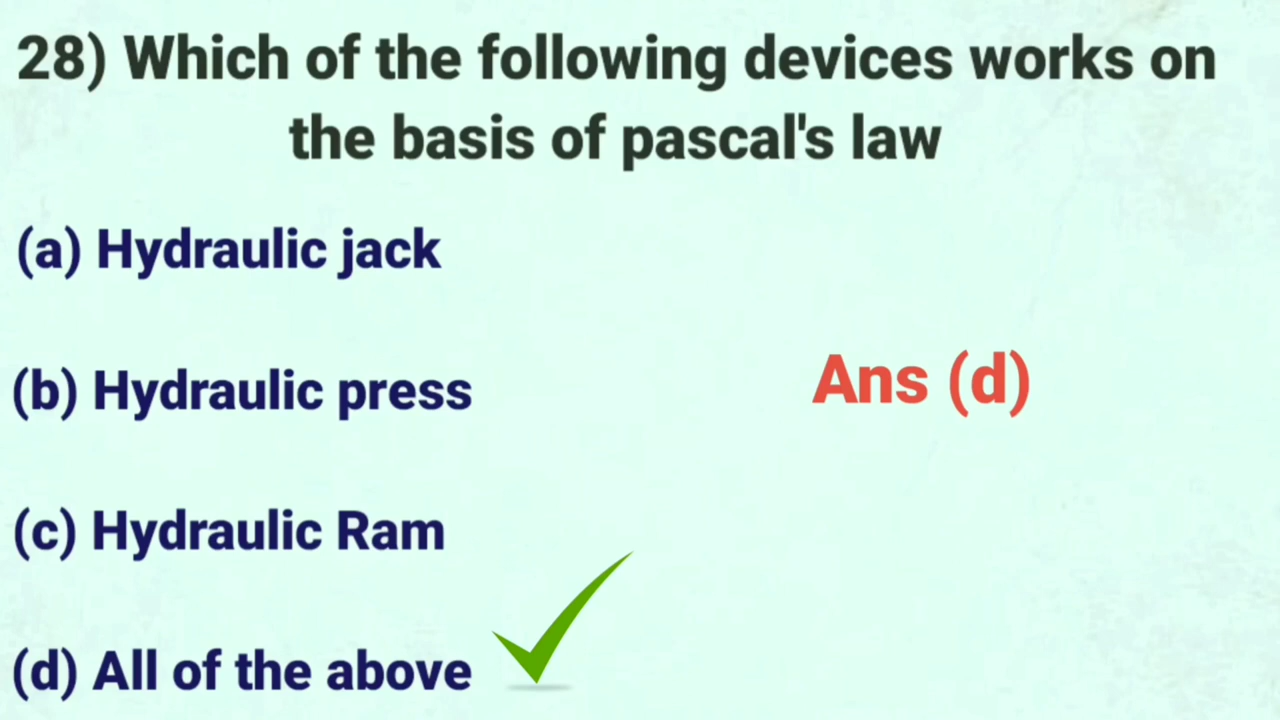 28) Which of the following devices works on
the basis of pascal's law
(a) Hydraulic jack
(b) Hydraulic press
Ans (d)
(c) Hydraulic Ram
(d) All of the above